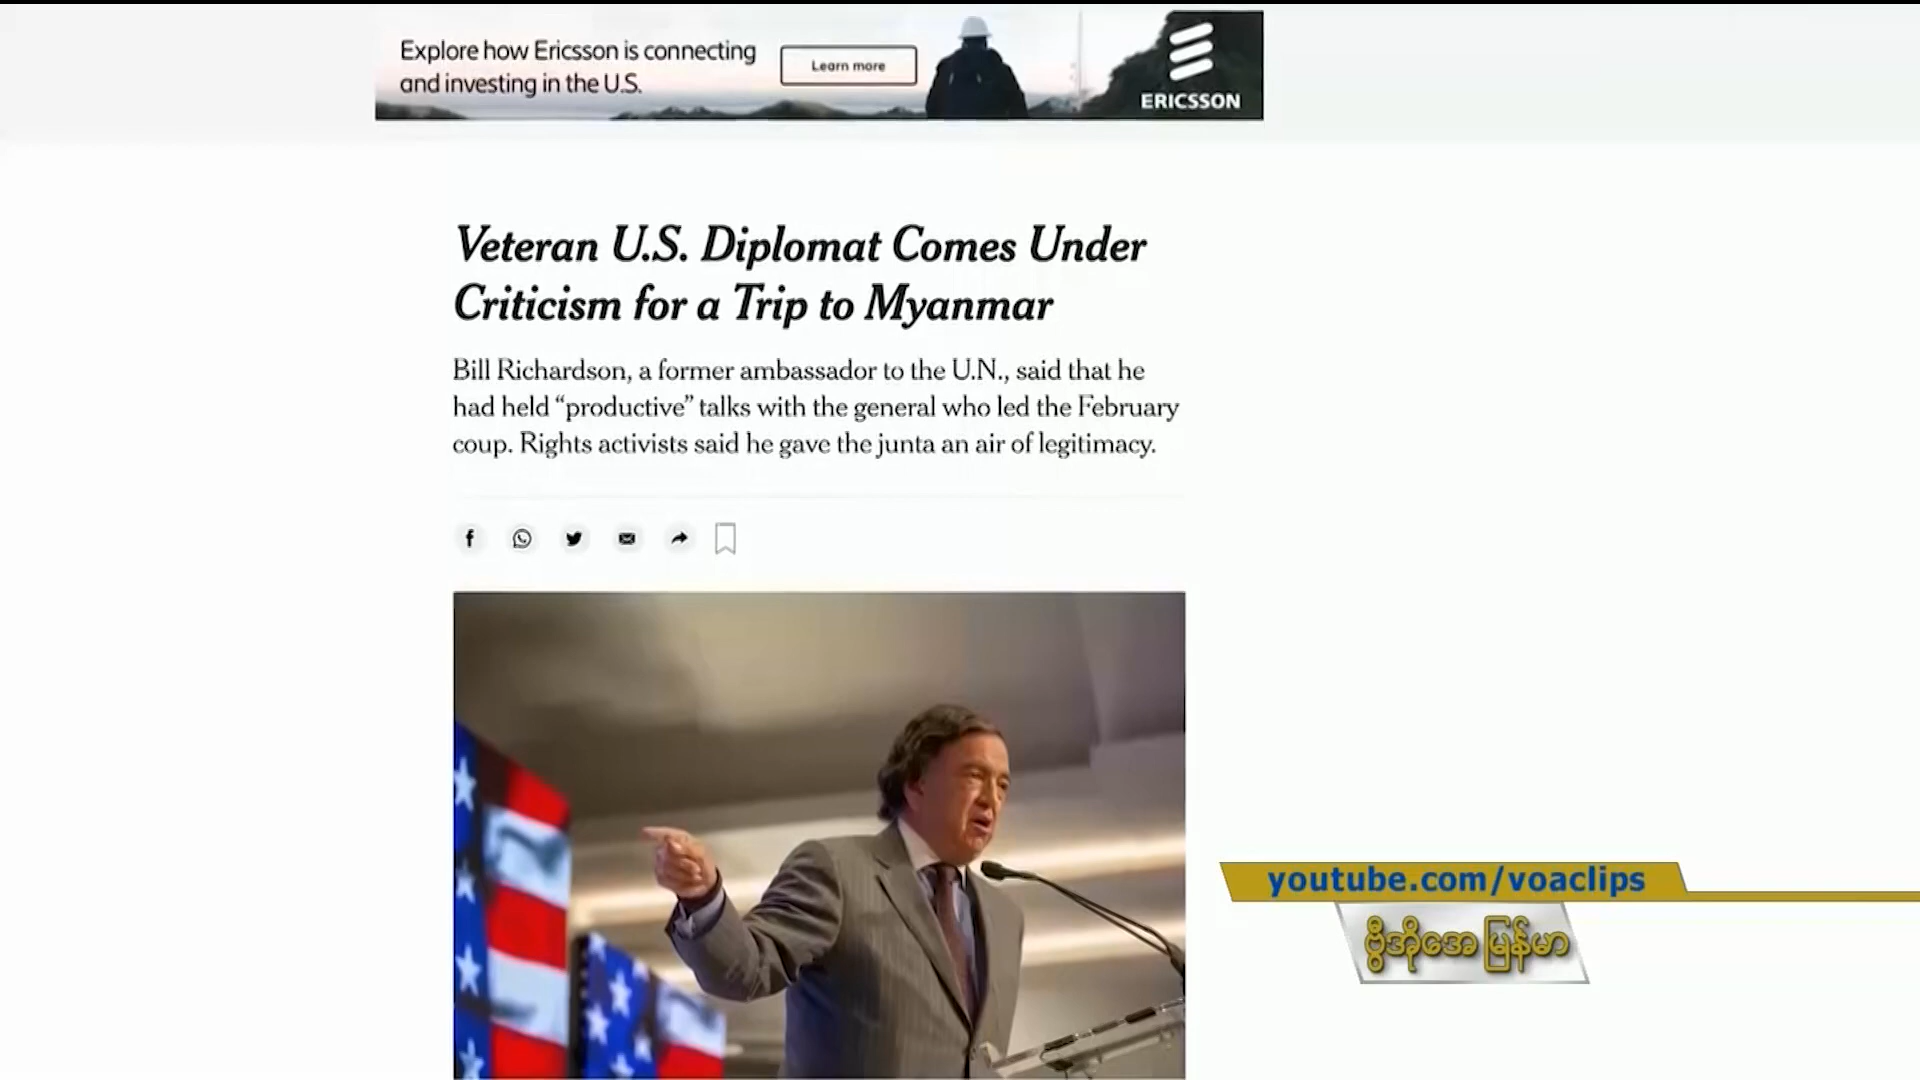 Explore how Ericsson is connecting
and investing in the U.S.
Learn more
ERICSSON
Veteran U.S. Diplomat Comes Under
Criticism for a Trip to Myanmar
Bill Richardson, a former ambassador to the U.N., said that he
had held “productive” talks with the general who led the February
coup. Rights activists said he gave the junta an air of legitimacy.
youtube.com/voaclips
ဗွီအိုအေ မြန်မာ